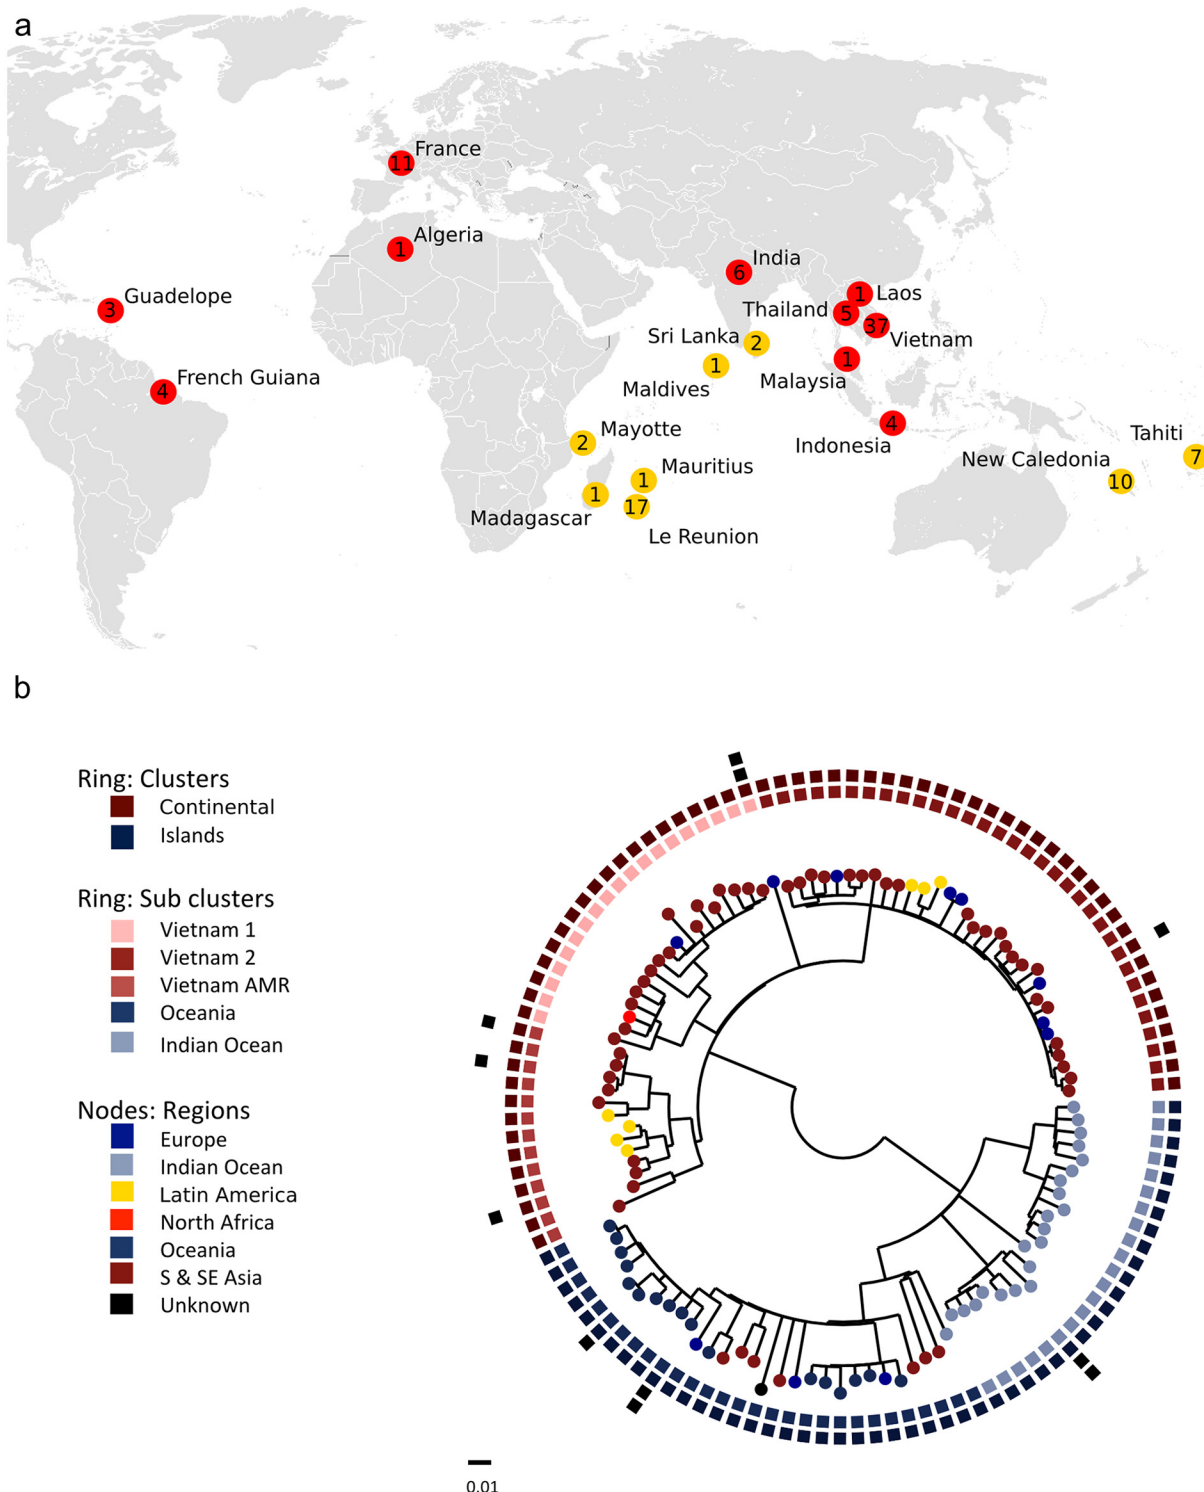 a
France
11
Algeria
1
Guadelope
3
French Guiana
4
India
6
1 Laos
Thailand 5
37
Vietnam
Sri Lanka 2
1
Maldives
1
Malaysia
4
Indonesia
Mayotte
2
Mauritius
1
1
Madagascar
17
Le Reunion
Tahiti
7
New Caledonia
10
b
Ring: Clusters
Continental
Islands
Ring: Sub clusters
Vietnam 1
Vietnam 2
Vietnam AMR
Oceania
Indian Ocean
Nodes: Regions
Europe
Indian Ocean
Latin America
North Africa
Oceania
S & SE Asia
Unknown
0.01